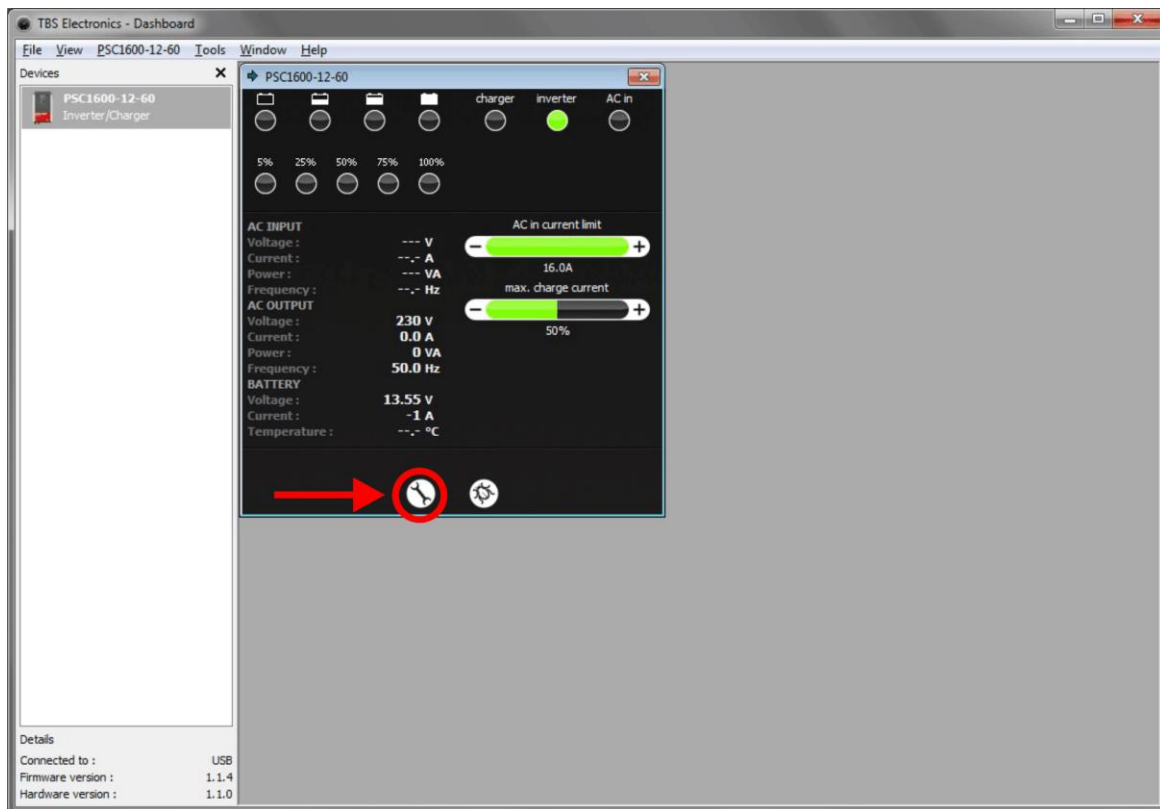 TBS Electronics - Dashboard
File View PSC1600-12-60 Tools Window Help
Devices
PSC1600-12-60
Inverter/Charger
PSC1600-12-60
charger inverter AC in
5% 25% 50% 75% 100%
AC INPUT
Voltage : --- V
Current : --.- A
Power : --- VA
Frequency : --.- Hz
AC OUTPUT
Voltage : 230 V
Current : 0.0 A
Power : 0 VA
Frequency : 50.0 Hz
BATTERY
Voltage : 13.55 V
Current : -1 A
Temperature : --.- °C
AC in current limit
16.0A
max. charge current
50%
Details
Connected to : USB
Firmware version : 1.1.4
Hardware version : 1.1.0